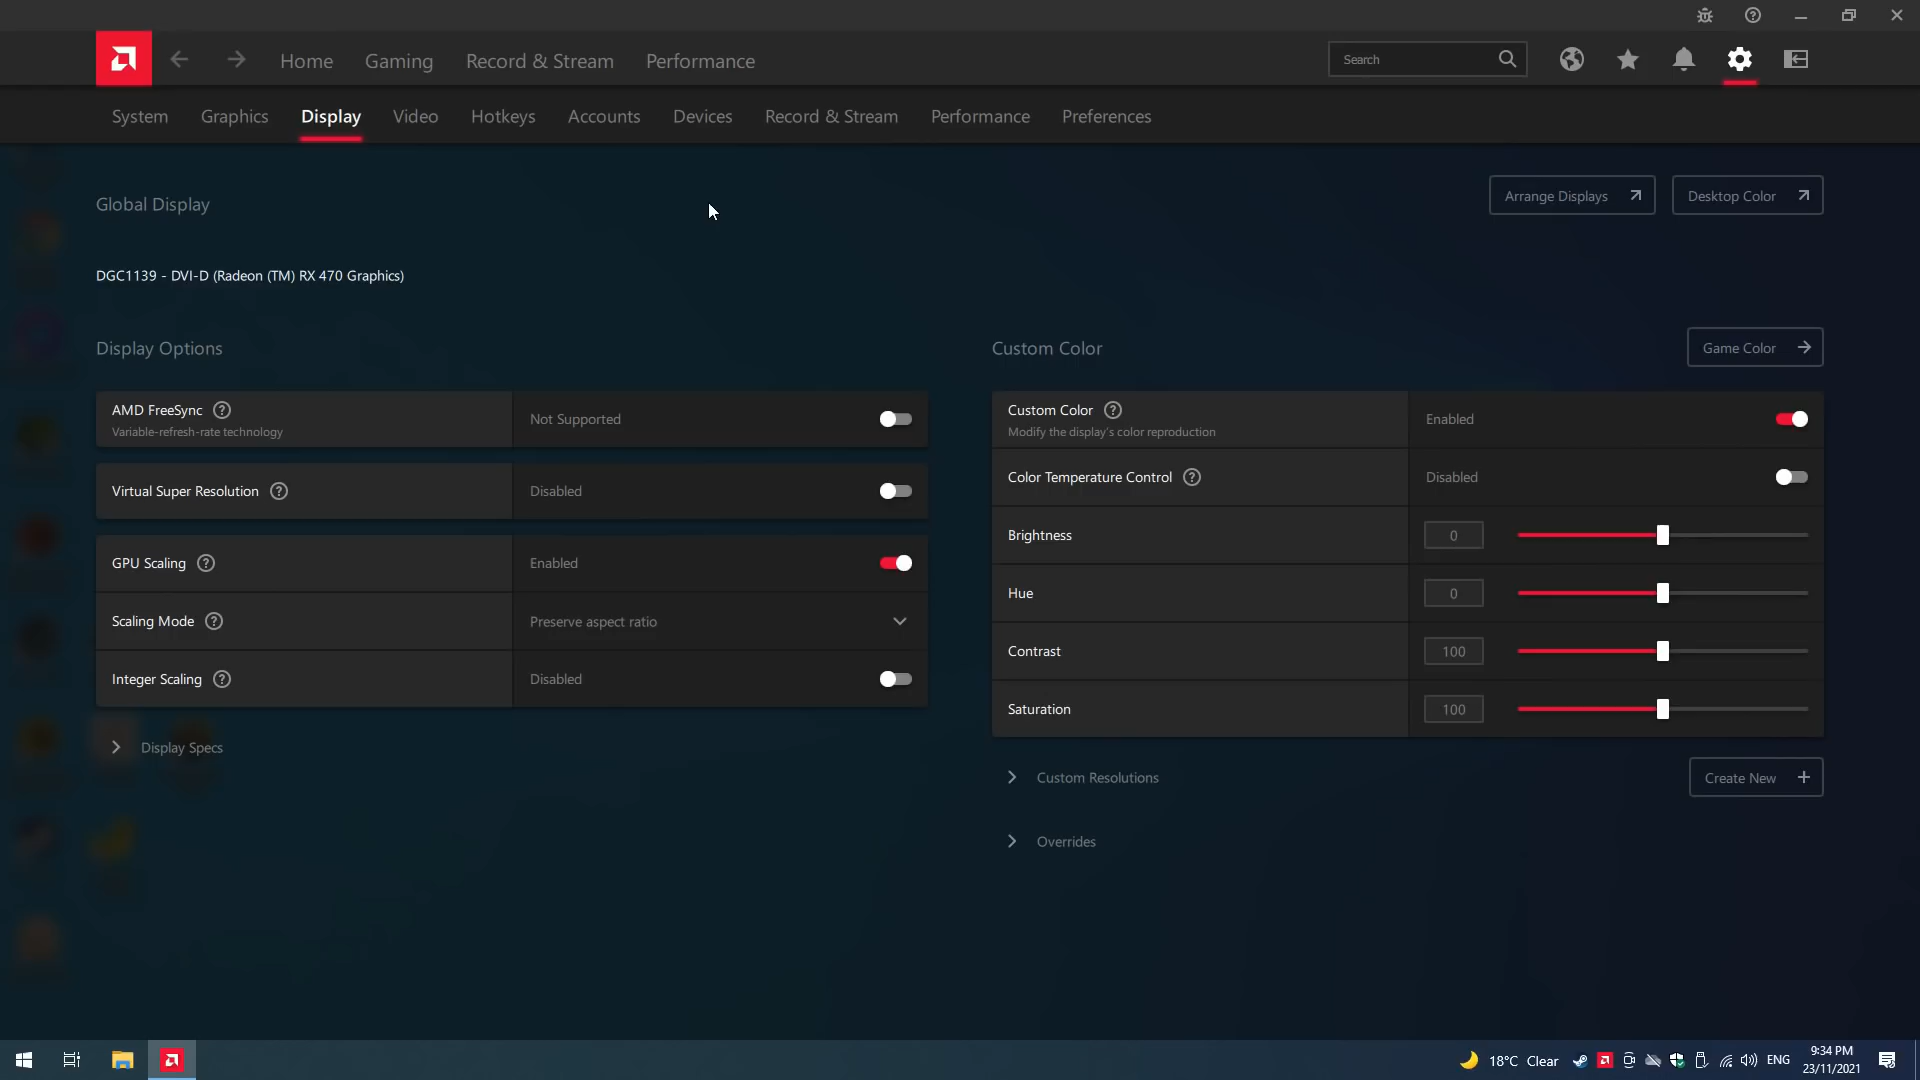 Home Gaming Record & Stream Performance Search
System Graphics Display Video Hotkeys Accounts Devices Record & Stream Performance Preferences
Global Display Arrange Displays Desktop Color
DGC1139 - DVI-D (Radeon (TM) RX 470 Graphics)
Display Options
AMD FreeSync
Variable-refresh-rate technology
Not Supported
Virtual Super Resolution Disabled
GPU Scaling Enabled
Scaling Mode Preserve aspect ratio
Integer Scaling Disabled
Display Specs
Custom Color Game Color
Custom Color
Modify the display's color reproduction
Enabled
Color Temperature Control Disabled
Brightness 0
Hue 0
Contrast 100
Saturation 100
Custom Resolutions Create New
Overrides
18°C Clear ENG 9:34 PM
23/11/2021